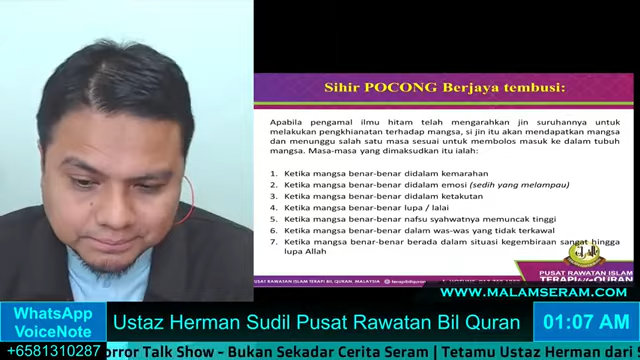 Sihir POCONG Berjaya tembusi:
Apabila pengamal ilmu hitam telah mengarahkan jin suruhannya untuk
melakukan pengkhianatan terhadap mangsa, si jin itu akan mendapatkan mangsa
dan menunggu salah satu masa sesuai untuk membolos masuk ke dalam tubuh
mangsa. Masa-masa yang dimaksudkan itu ialah:
1. Ketika mangsa benar-benar didalam kemarahan
2. Ketika mangsa benar-benar didalam emosi (sedih yang melampau)
3. Ketika mangsa benar-benar didalam ketakutan
4. Ketika mangsa benar-benar lupa / lalai
5. Ketika mangsa benar-benar nafsu syahwatnya memuncak tinggi
6. Ketika mangsa benar-benar dalam was-was yang tidak terkawal
7. Ketika mangsa benar-benar berada dalam situasi kegembiraan sangat hingga
lupa Allah
PUSAT RAWATAN ISLAM
TERAPI QURAN
PUSAT RAWATAN ISLAM TERAPI BIL QURAN, MALAYSIA
WWW.MALAMSERAM.COM
WhatsApp
VoiceNote
+6581310287
Ustaz Herman Sudil Pusat Rawatan Bil Quran
01:07 AM
orror Talk Show - Bukan Sekadar Cerita Seram | Tetamu Ustaz Herman dari